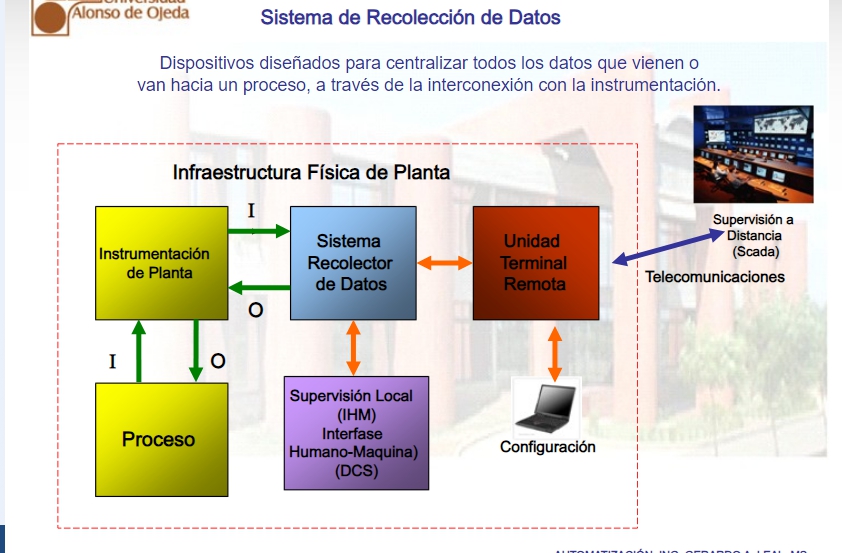 Universidad
Alonso de Ojeda
Sistema de Recolección de Datos
Dispositivos diseñados para centralizar todos los datos que vienen o
van hacia un proceso, a través de la interconexión con la instrumentación.
Infraestructura Física de Planta
I
Instrumentación
de Planta
Sistema
Recolector
de Datos
Unidad
Terminal
Remota
Supervisión a
Distancia
(Scada)
Telecomunicaciones
O
I
O
Proceso
Supervisión Local
(IHM)
Interfase
Humano-Maquina)
(DCS)
Configuración
AUTOMATIZACIÓN. ING. GERARDO A. LEAL, MS